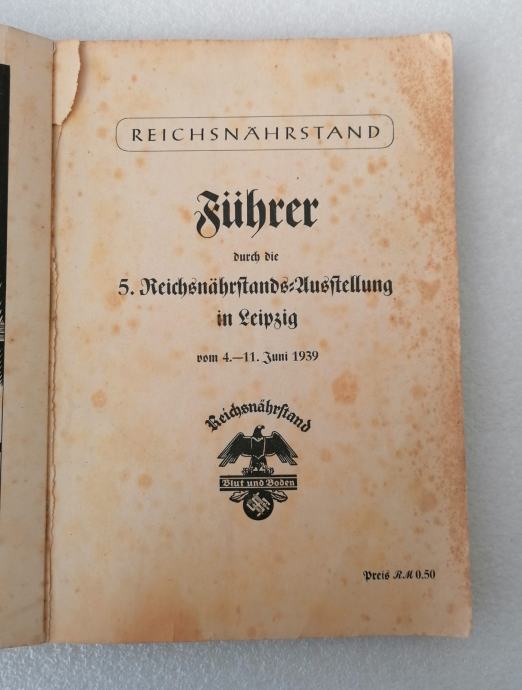 REICHSNÄHRSTAND
Führer
durch die
5. Reichsnährstands-Ausstellung
in Leipzig
vom 4.—11. Juni 1939
Reichsnährstand
Blut und Boden
Preis RM 0.50